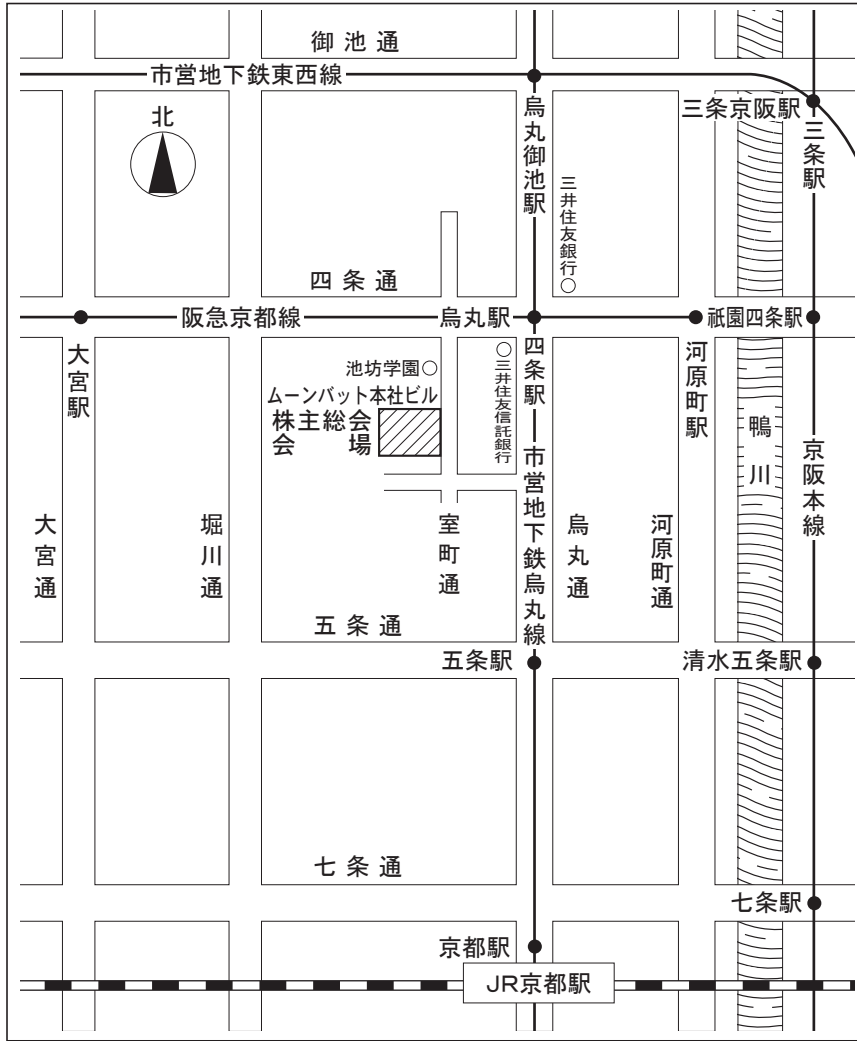 御池通
市営地下鉄東西線
北
烏丸御池駅
三条京阪駅
三条駅
三井住友銀行
四条通
阪急京都線
烏丸駅
祇園四条駅
大宮駅
四条駅
河原町駅
池坊学園
ムーンバット本社ビル
株主総会
会場
三井住友信託銀行
鴨川
京阪本線
市営地下鉄烏丸線
大宮通
堀川通
室町通
烏丸通
河原町通
五条通
五条駅
清水五条駅
七条通
七条駅
京都駅
JR京都駅